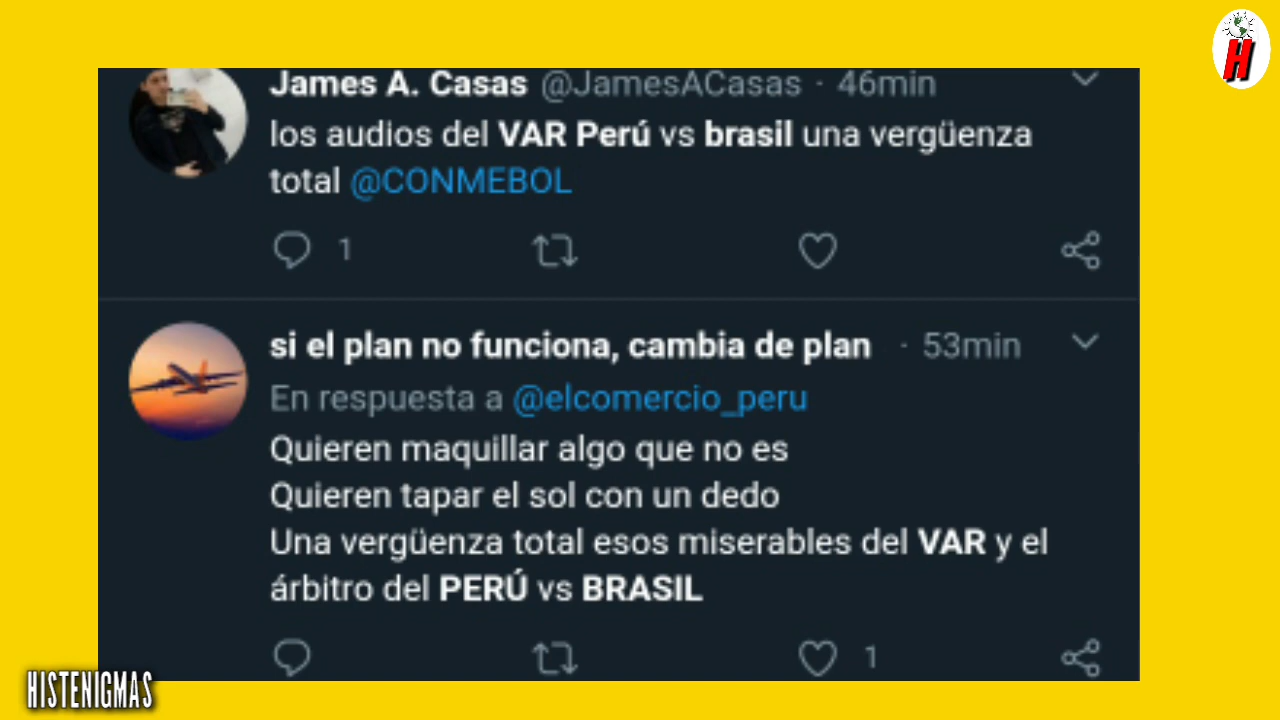 H
James A. Casas @JamesACasas · 46min
los audios del VAR Perú vs brasil una vergüenza
total @CONMEBOL
1
si el plan no funciona, cambia de plan · 53min
En respuesta a @elcomercio_peru
Quieren maquillar algo que no es
Quieren tapar el sol con un dedo
Una vergüenza total esos miserables del VAR y el
árbitro del PERÚ vs BRASIL
1
HISTENIGMAS